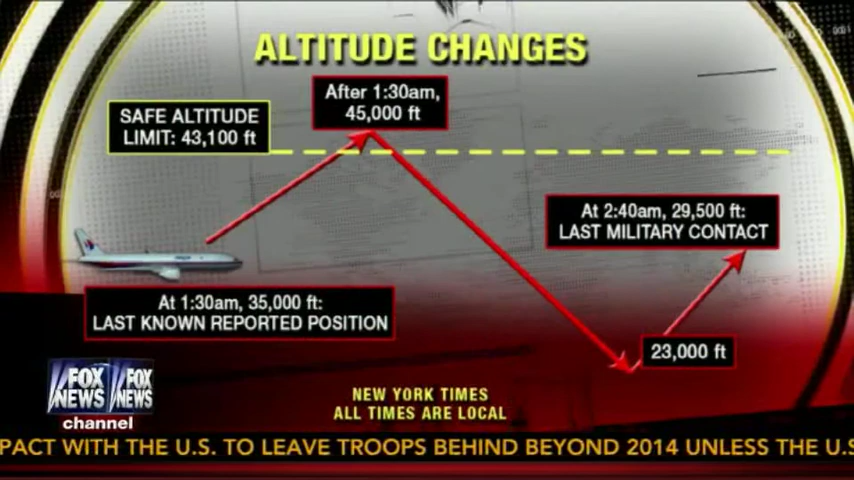 ALTITUDE CHANGES
After 1:30am,
45,000 ft
SAFE ALTITUDE
LIMIT: 43,100 ft
At 2:40am, 29,500 ft:
LAST MILITARY CONTACT
At 1:30am, 35,000 ft:
LAST KNOWN REPORTED POSITION
23,000 ft
FOX NEWS FOX NEWS
channel
NEW YORK TIMES
ALL TIMES ARE LOCAL
PACT WITH THE U.S. TO LEAVE TROOPS BEHIND BEYOND 2014 UNLESS THE U.S